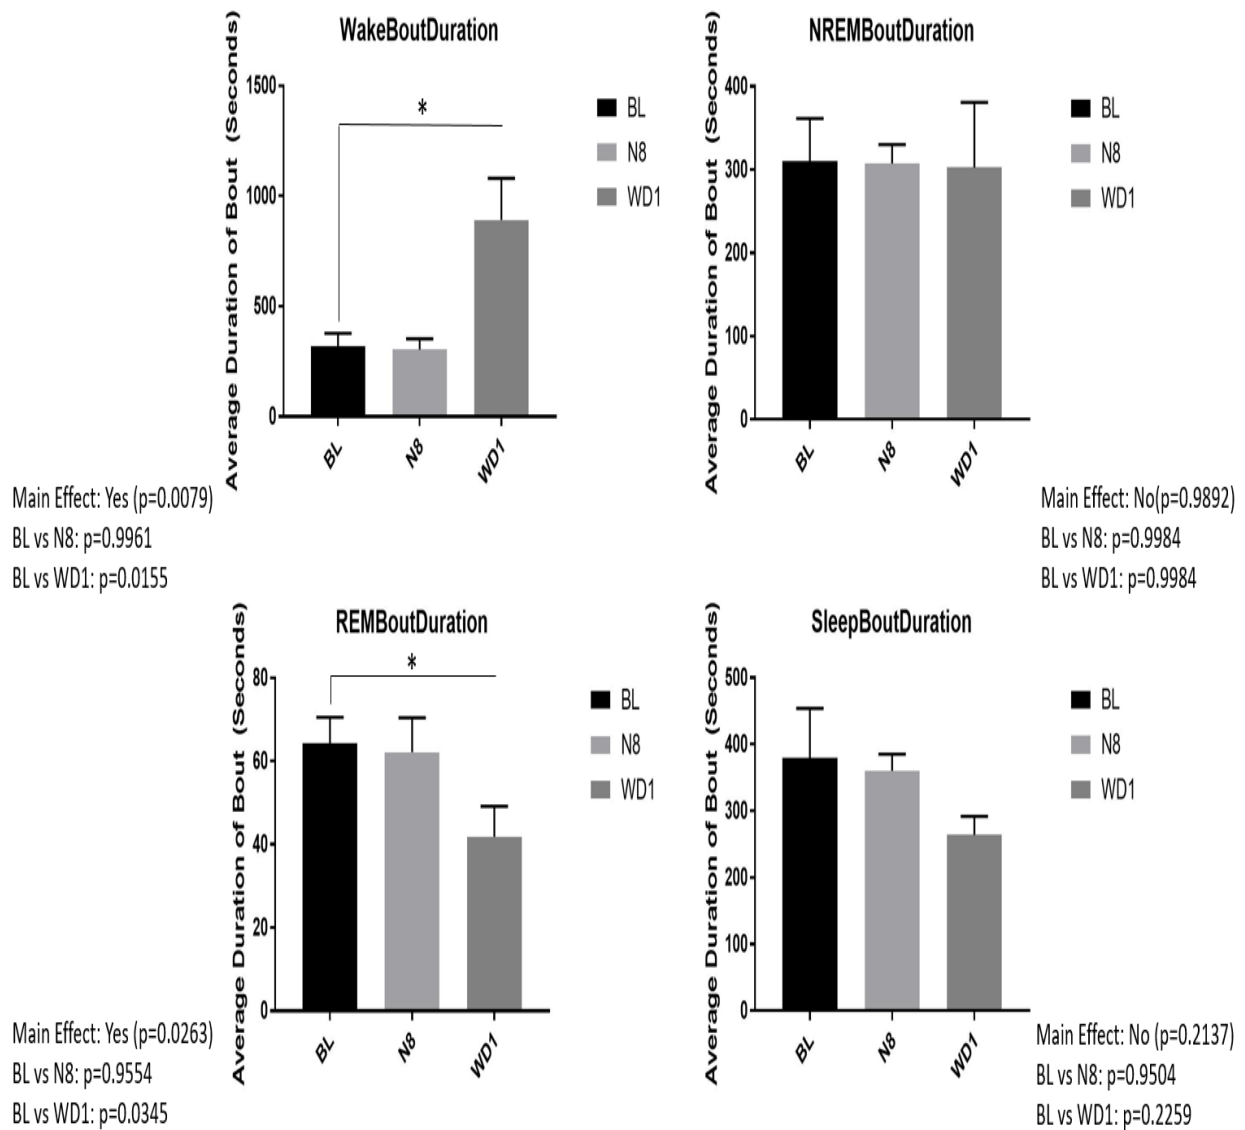 WakeBoutDuration
Average Duration of Bout (Seconds)
1500
1000
500
0
*
BL
N8
WD1
BL
N8
WD1
Main Effect: Yes (p=0.0079)
BL vs N8: p=0.9961
BL vs WD1: p=0.0155
NREMBoutDuration
Average Duration of Bout (Seconds)
400
300
200
100
0
BL
N8
WD1
BL
N8
WD1
Main Effect: No(p=0.9892)
BL vs N8: p=0.9984
BL vs WD1: p=0.9984
REMBoutDuration
Average Duration of Bout (Seconds)
80
60
40
20
0
*
BL
N8
WD1
BL
N8
WD1
Main Effect: Yes (p=0.0263)
BL vs N8: p=0.9554
BL vs WD1: p=0.0345
SleepBoutDuration
Average Duration of Bout (Seconds)
500
400
300
200
100
0
BL
N8
WD1
BL
N8
WD1
Main Effect: No (p=0.2137)
BL vs N8: p=0.9504
BL vs WD1: p=0.2259